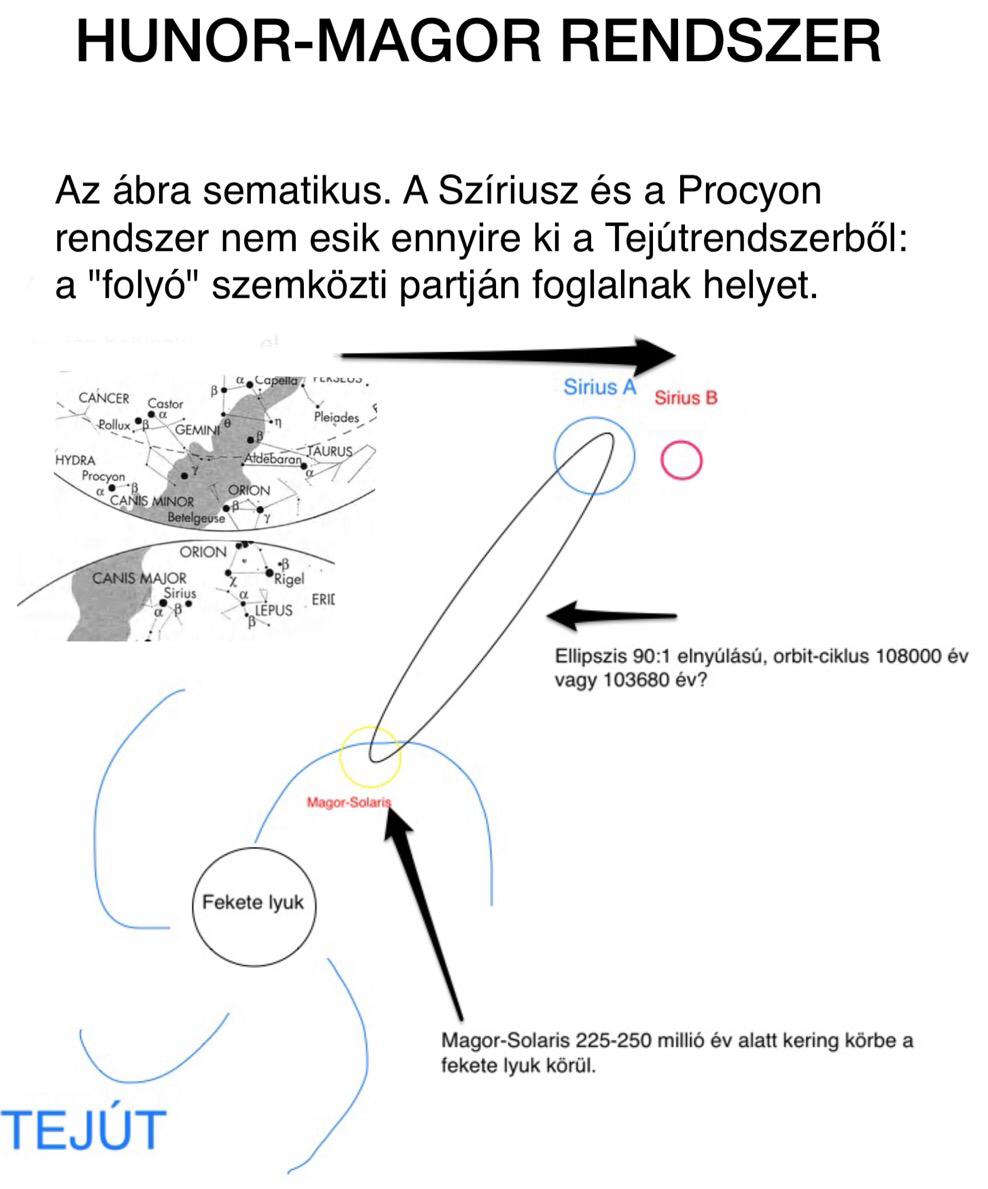 HUNOR-MAGOR RENDSZER
Az ábra sematikus. A Szíriusz és a Procyon
rendszer nem esik ennyire ki a Tejútrendszerből:
a "folyó" szemközti partján foglalnak helyet.
Sirius A
Sirius B
α Capella
PERSEUS
β
CANCER
Castor
α
Pollux
β
GEMINI
θ
η
Pleiades
β
TAURUS
HYDRA
Aldebaran
α
γ
Procyon
α
β
CANIS MINOR
ORION
Betelgeuse
β
γ
ORION
CANIS MAJOR
χ
β
Rigel
Sirius
α
β
α
LEPUS
β
ERID
Ellipszis 90:1 elnyúlású, orbit-ciklus 108000 év
vagy 103680 év?
Magor-Solaris
Fekete lyuk
Magor-Solaris 225-250 millió év alatt kering körbe a
fekete lyuk körül.
TEJÚT